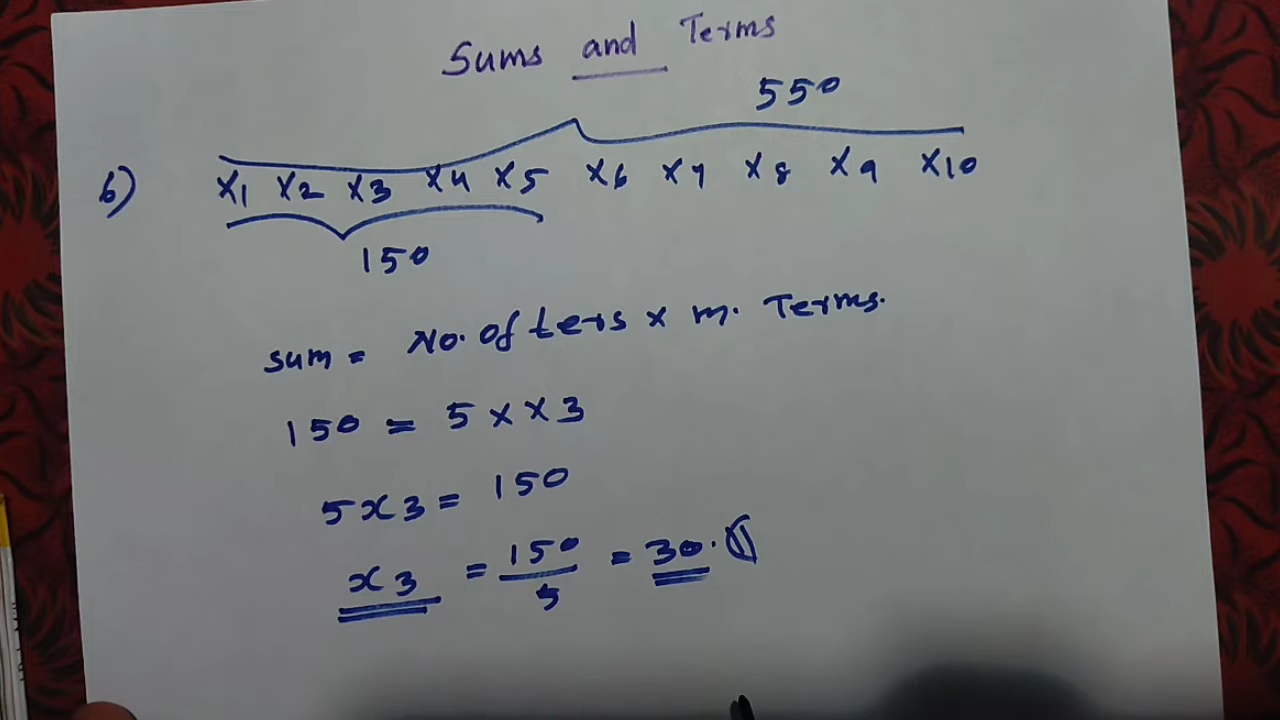 Sums and Terms
550
6) x1 x2 x3 x4 x5 x6 x7 x8 x9 x10
150
sum = No. of ters x m. Terms.
150 = 5 x x3
5x3 = 150
x3 = 150/5 = 30.